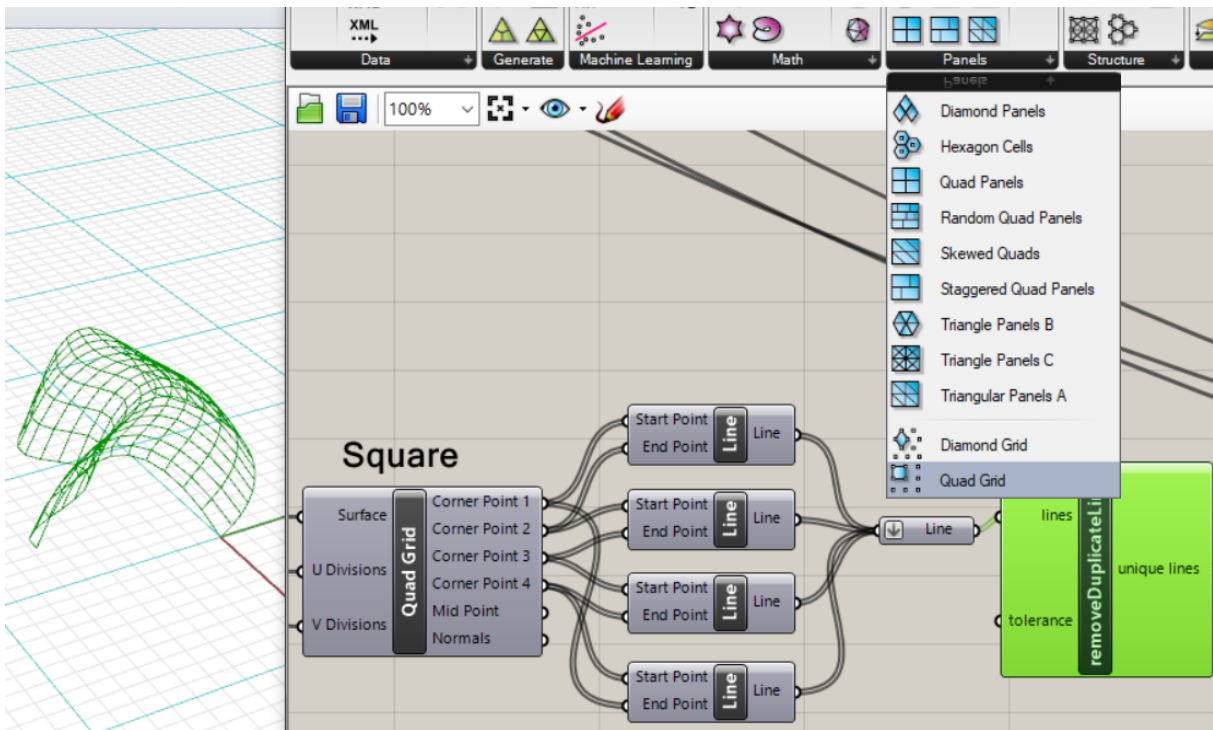 XML
Data
Generate
Machine Learning
Math
Panels
Structure
Panels
100%
Diamond Panels
Hexagon Cells
Quad Panels
Random Quad Panels
Skewed Quads
Staggered Quad Panels
Triangle Panels B
Triangle Panels C
Triangular Panels A
Diamond Grid
Quad Grid
Square
Surface
U Divisions
V Divisions
Quad Grid
Corner Point 1
Corner Point 2
Corner Point 3
Corner Point 4
Mid Point
Normals
Start Point
End Point
Line
Line
Start Point
End Point
Line
Line
Start Point
End Point
Line
Line
Start Point
End Point
Line
Line
Line
lines
tolerance
removeDuplicateLin
unique lines